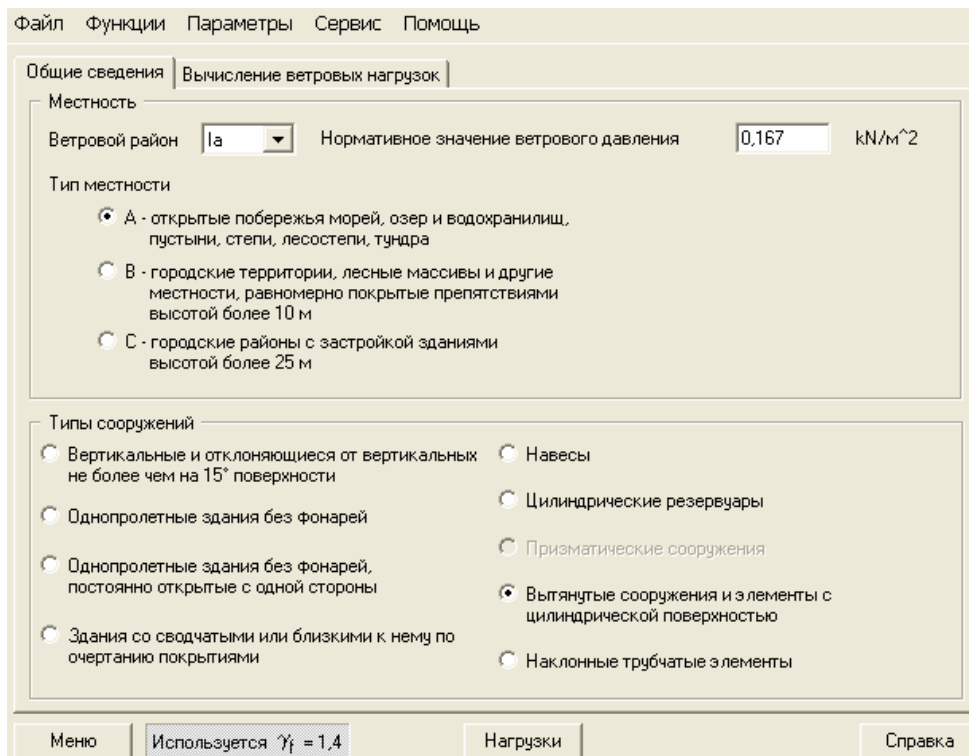 Файл Функции Параметры Сервис Помощь
Общие сведения Вычисление ветровых нагрузок
Местность
Ветровой район Ia Нормативное значение ветрового давления 0,167 kN/м^2
Тип местности
А - открытые побережья морей, озер и водохранилищ,
пустыни, степи, лесостепи, тундра
В - городские территории, лесные массивы и другие
местности, равномерно покрытые препятствиями
высотой более 10 м
С - городские районы с застройкой зданиями
высотой более 25 м
Типы сооружений
Вертикальные и отклоняющиеся от вертикальных
не более чем на 15° поверхности
Однопролетные здания без фонарей
Однопролетные здания без фонарей,
постоянно открытые с одной стороны
Здания со сводчатыми или близкими к нему по
очертанию покрытиями
Навесы
Цилиндрические резервуары
Призматические сооружения
Вытянутые сооружения и элементы с
цилиндрической поверхностью
Наклонные трубчатые элементы
Меню Используется γf = 1,4 Нагрузки Справка